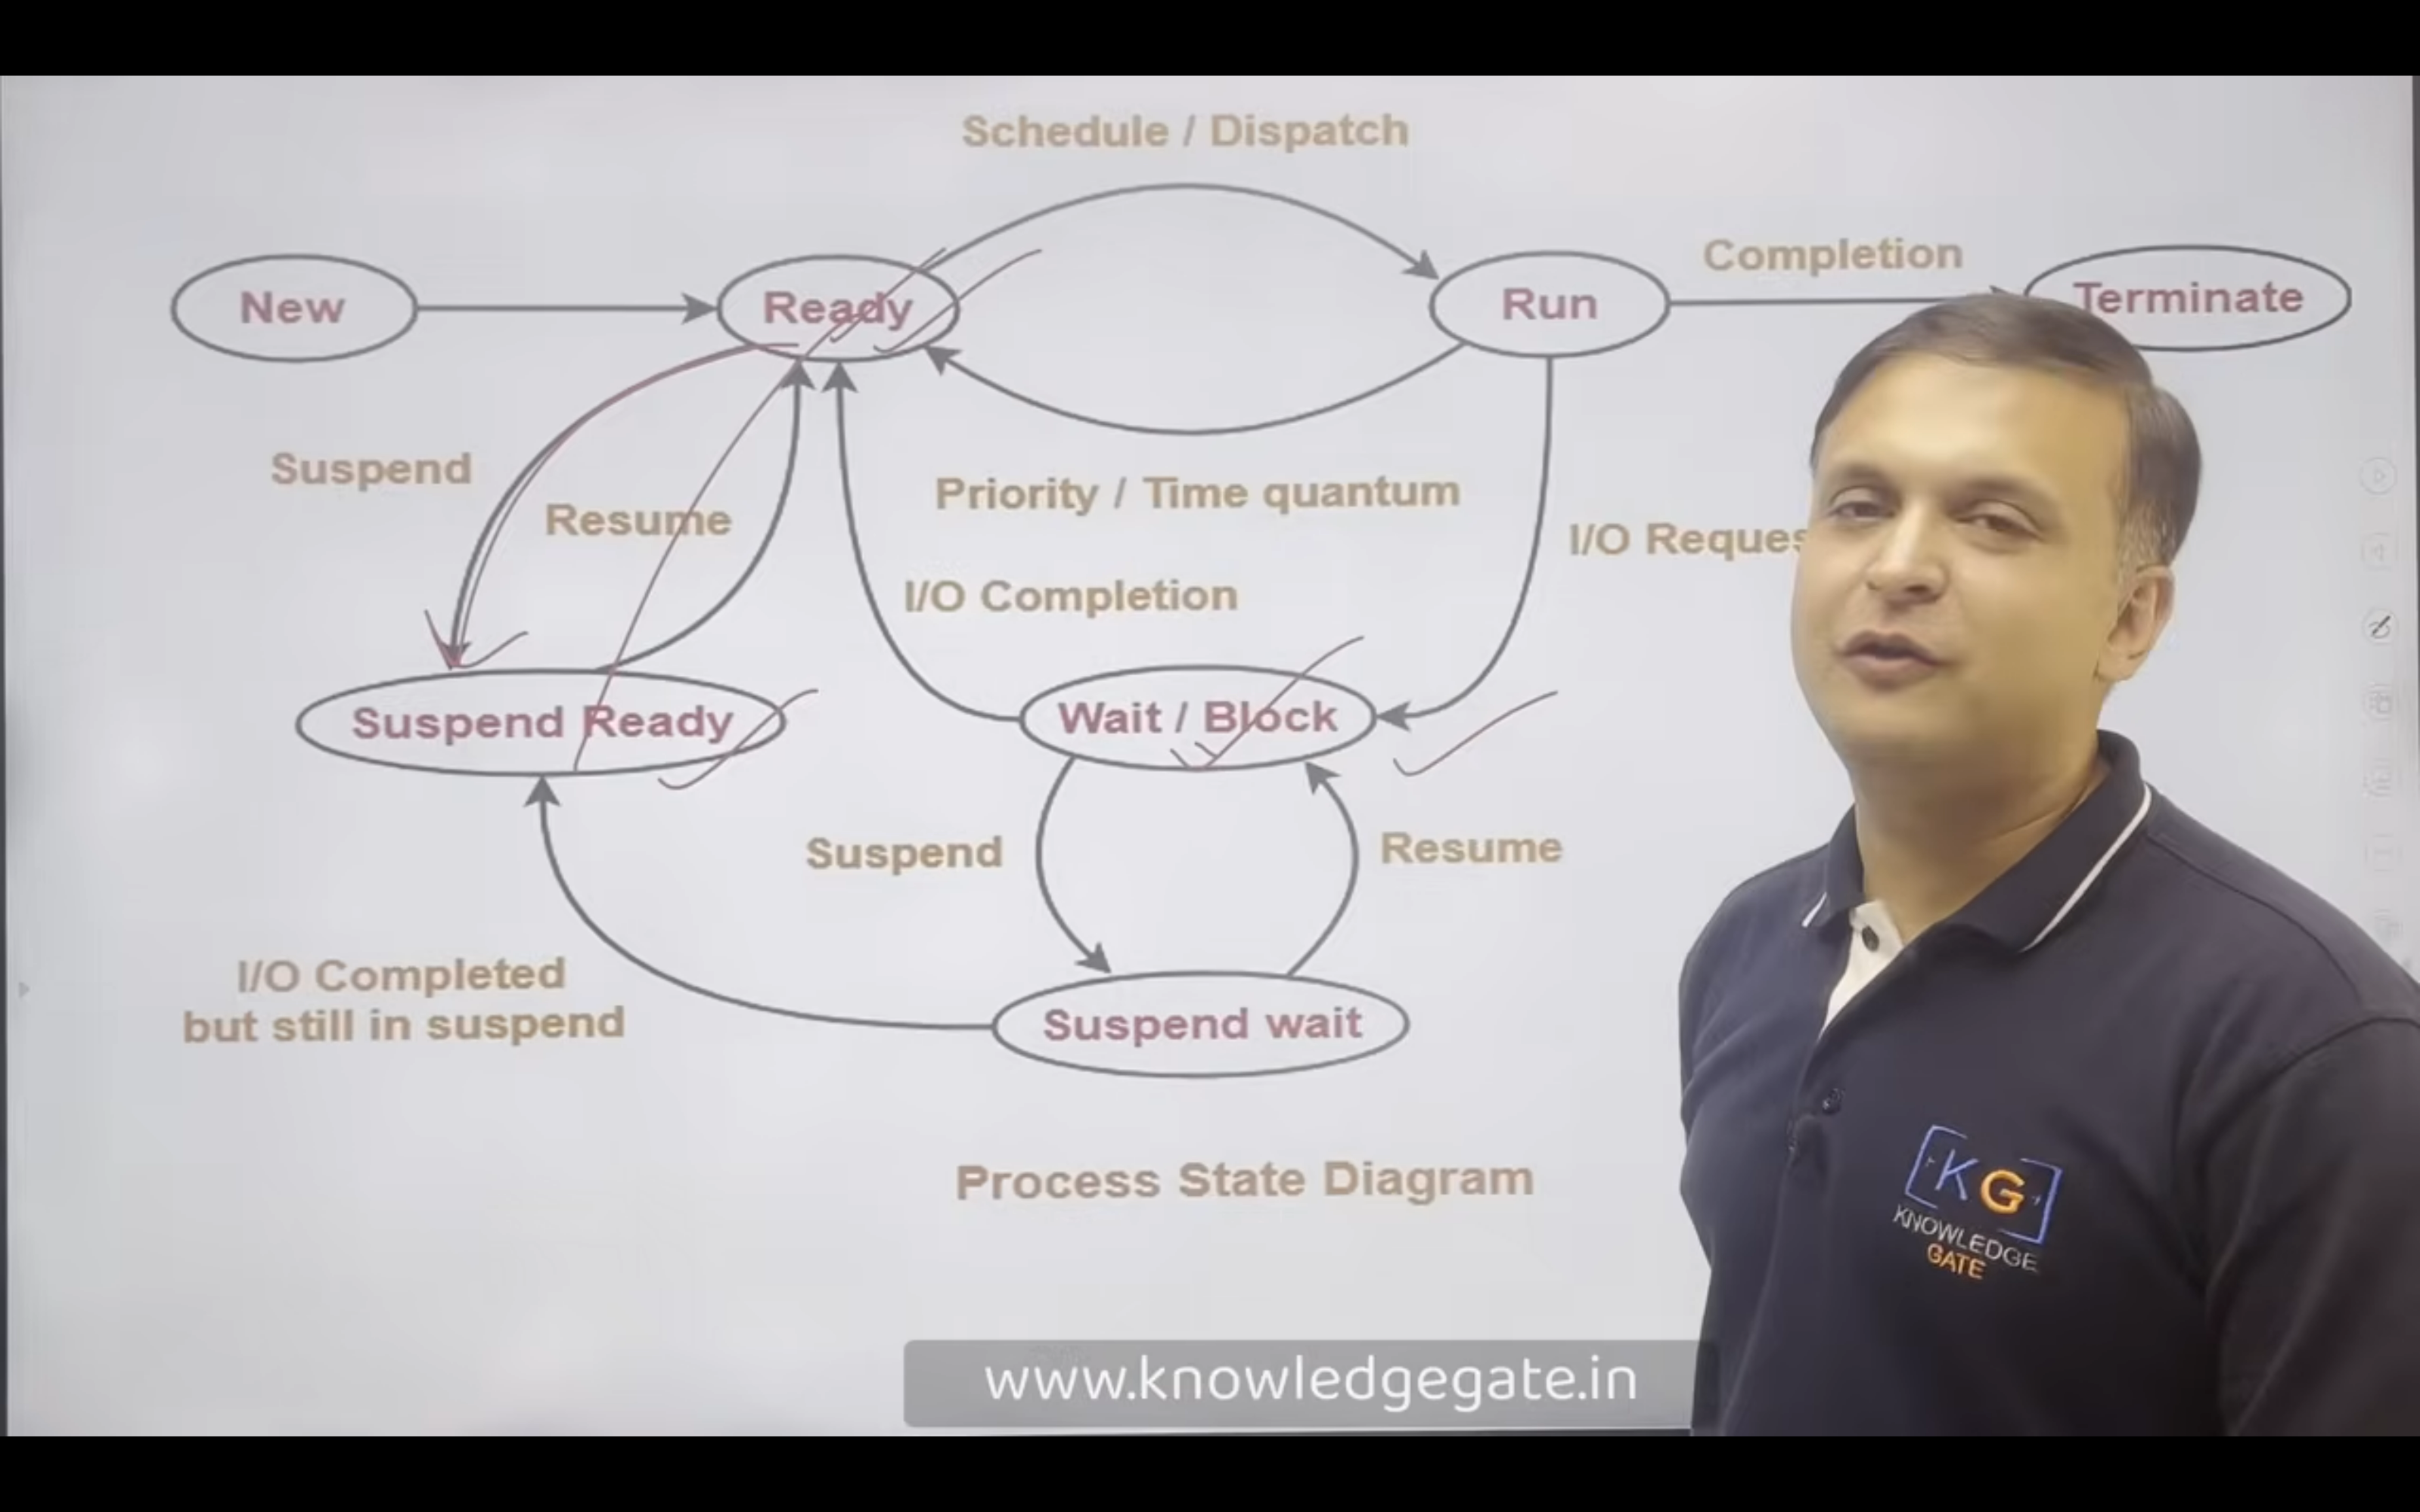 Schedule / Dispatch
New
Ready
Run
Completion
Terminate
Suspend
Resume
Priority / Time quantum
I/O Reques
I/O Completion
Suspend Ready
Wait / Block
Suspend
Resume
I/O Completed
but still in suspend
Suspend wait
Process State Diagram
KG
KNOWLEDGE
GATE
www.knowledgegate.in